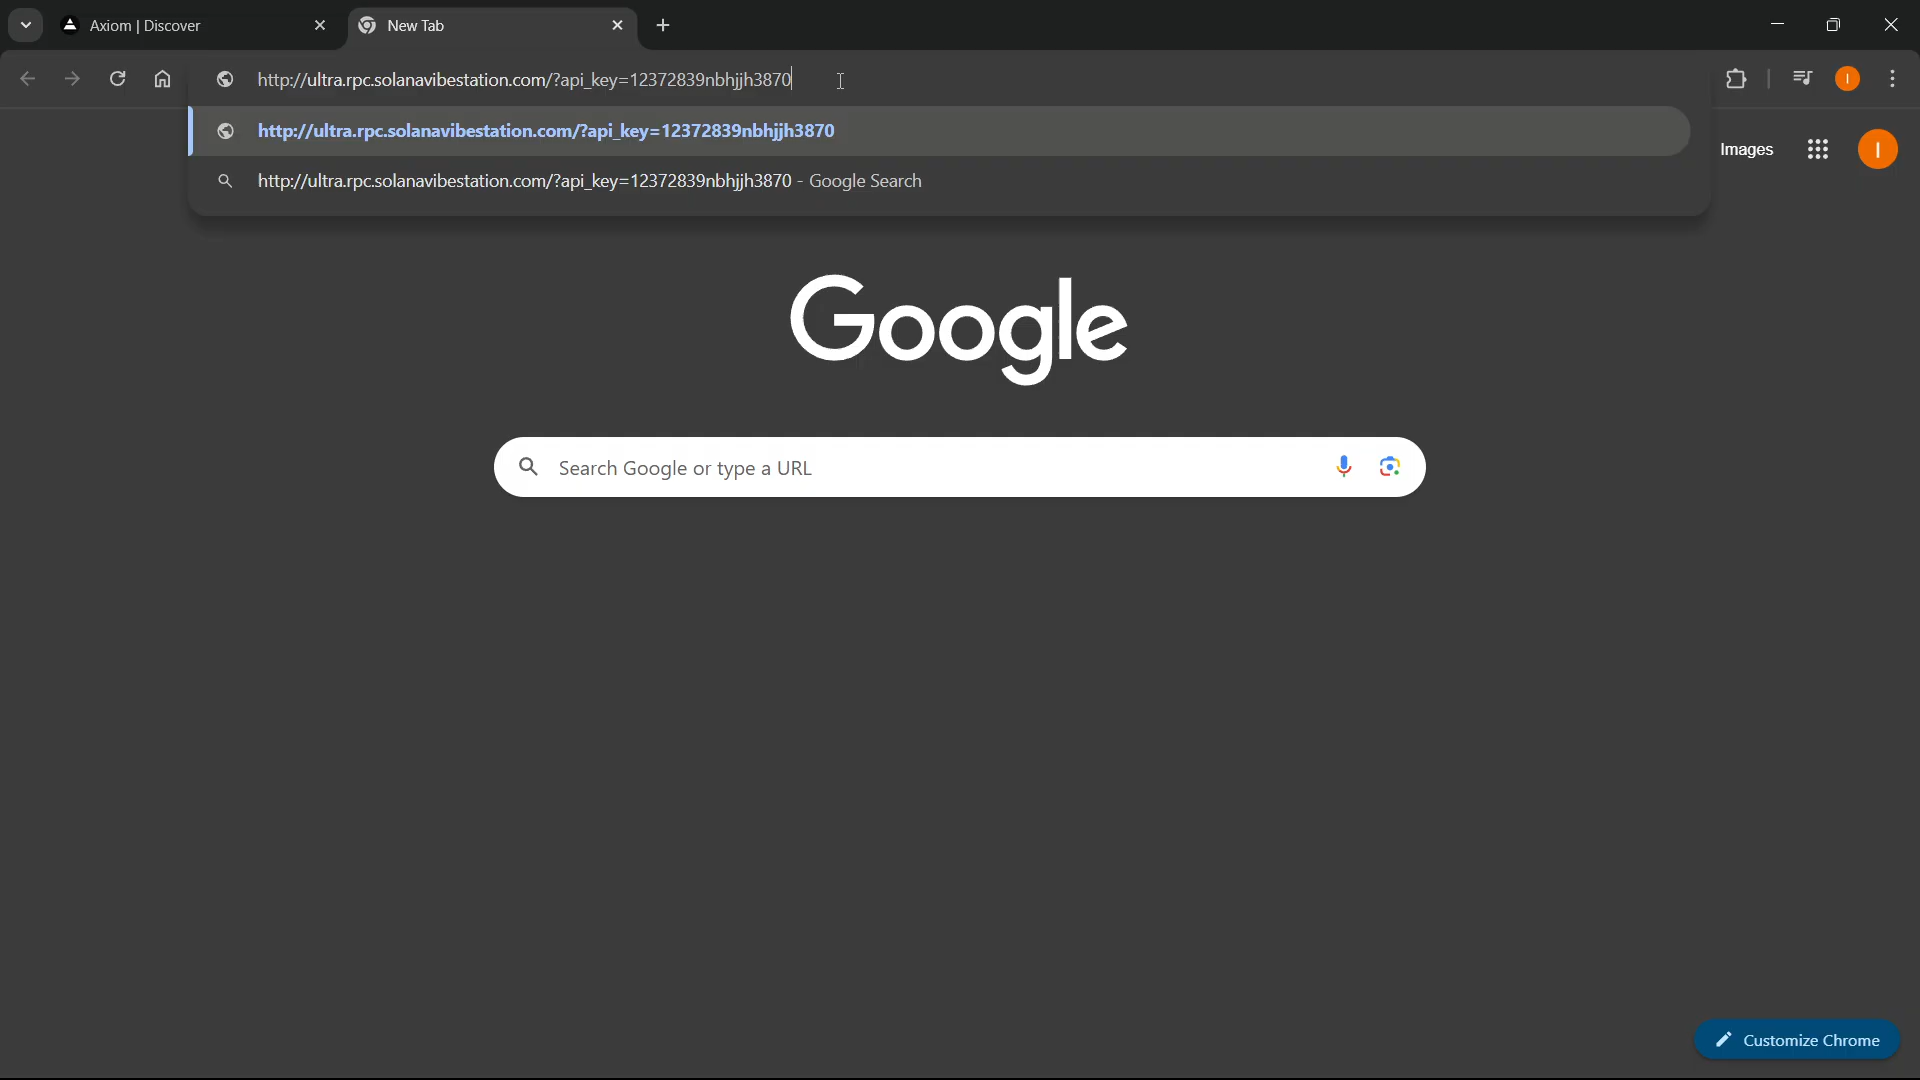 Axiom | Discover
New Tab
http://ultra.rpc.solanavibestation.com/?api_key=12372839nbhjjh3870
http://ultra.rpc.solanavibestation.com/?api_key=12372839nbhjjh3870
http://ultra.rpc.solanavibestation.com/?api_key=12372839nbhjjh3870 - Google Search
I
Images
I
Google
Search Google or type a URL
Customize Chrome